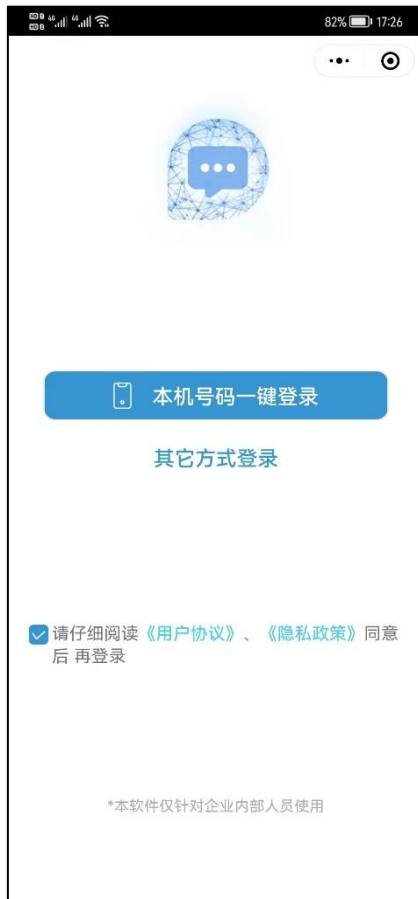 82% 17:26
本机号码一键登录
其它方式登录
请仔细阅读《用户协议》、《隐私政策》同意
后 再登录
*本软件仅针对企业内部人员使用